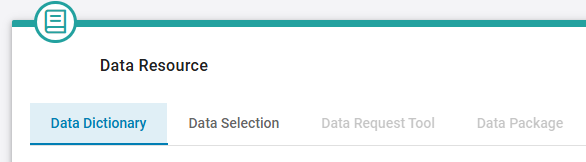 Data Resource
Data Dictionary Data Selection Data Request Tool Data Package